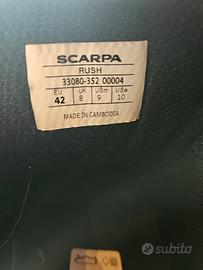 SCARPA
RUSH
33080-352 00004
EU UK USm USw
42 8 9 10
MADE IN CAMBODIA
subito